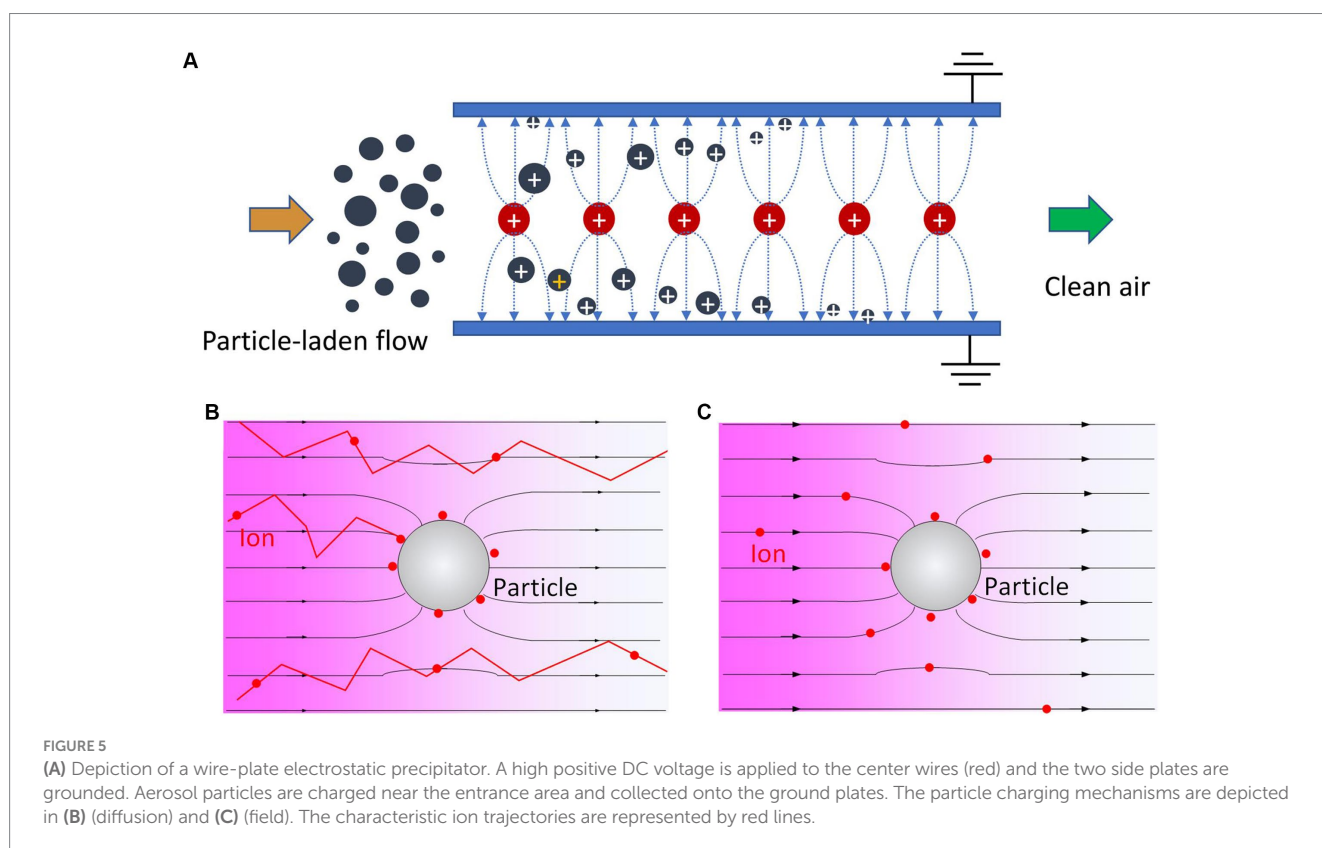 A
+ + + + + + + + +
+ + + + + +
+ + + + + + + + + +
Particle-laden flow
Clean air
B
Ion
Particle
C
Ion
Particle
FIGURE 5
(A) Depiction of a wire-plate electrostatic precipitator. A high positive DC voltage is applied to the center wires (red) and the two side plates are
grounded. Aerosol particles are charged near the entrance area and collected onto the ground plates. The particle charging mechanisms are depicted
in (B) (diffusion) and (C) (field). The characteristic ion trajectories are represented by red lines.